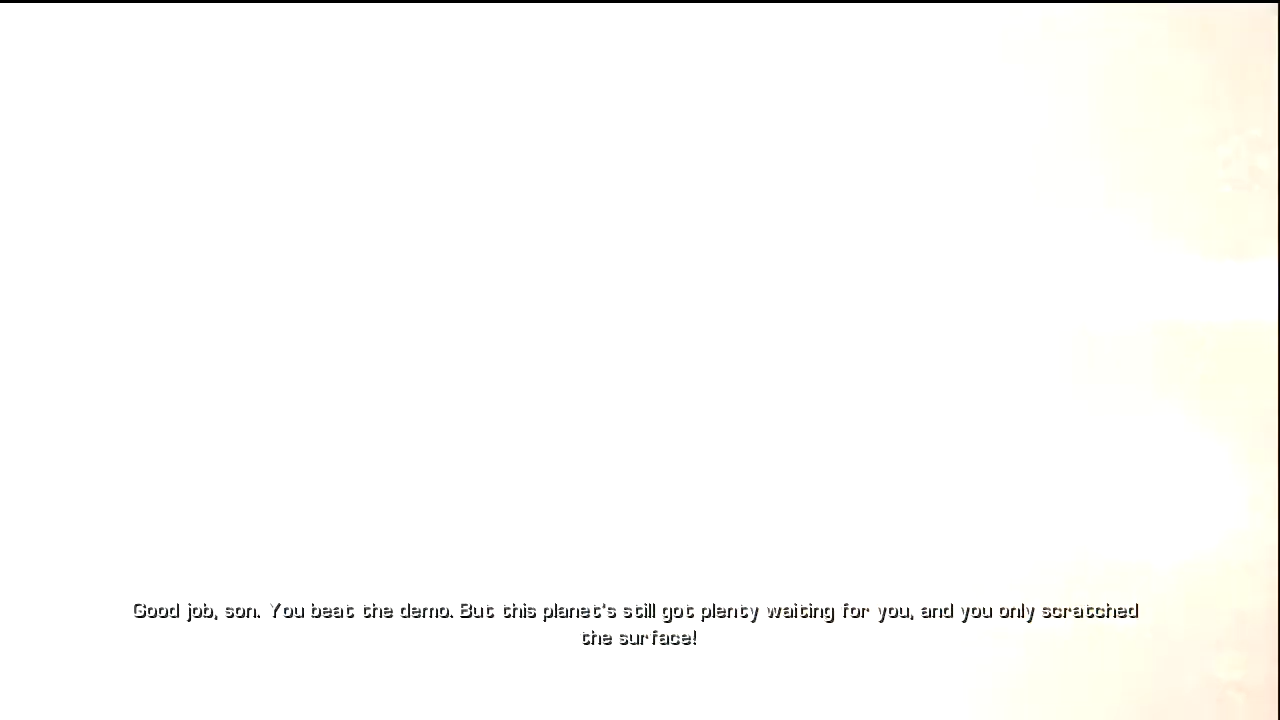 Good job, son. You beat the demo. But this planet's still got plenty waiting for you, and you only scratched
the surface!